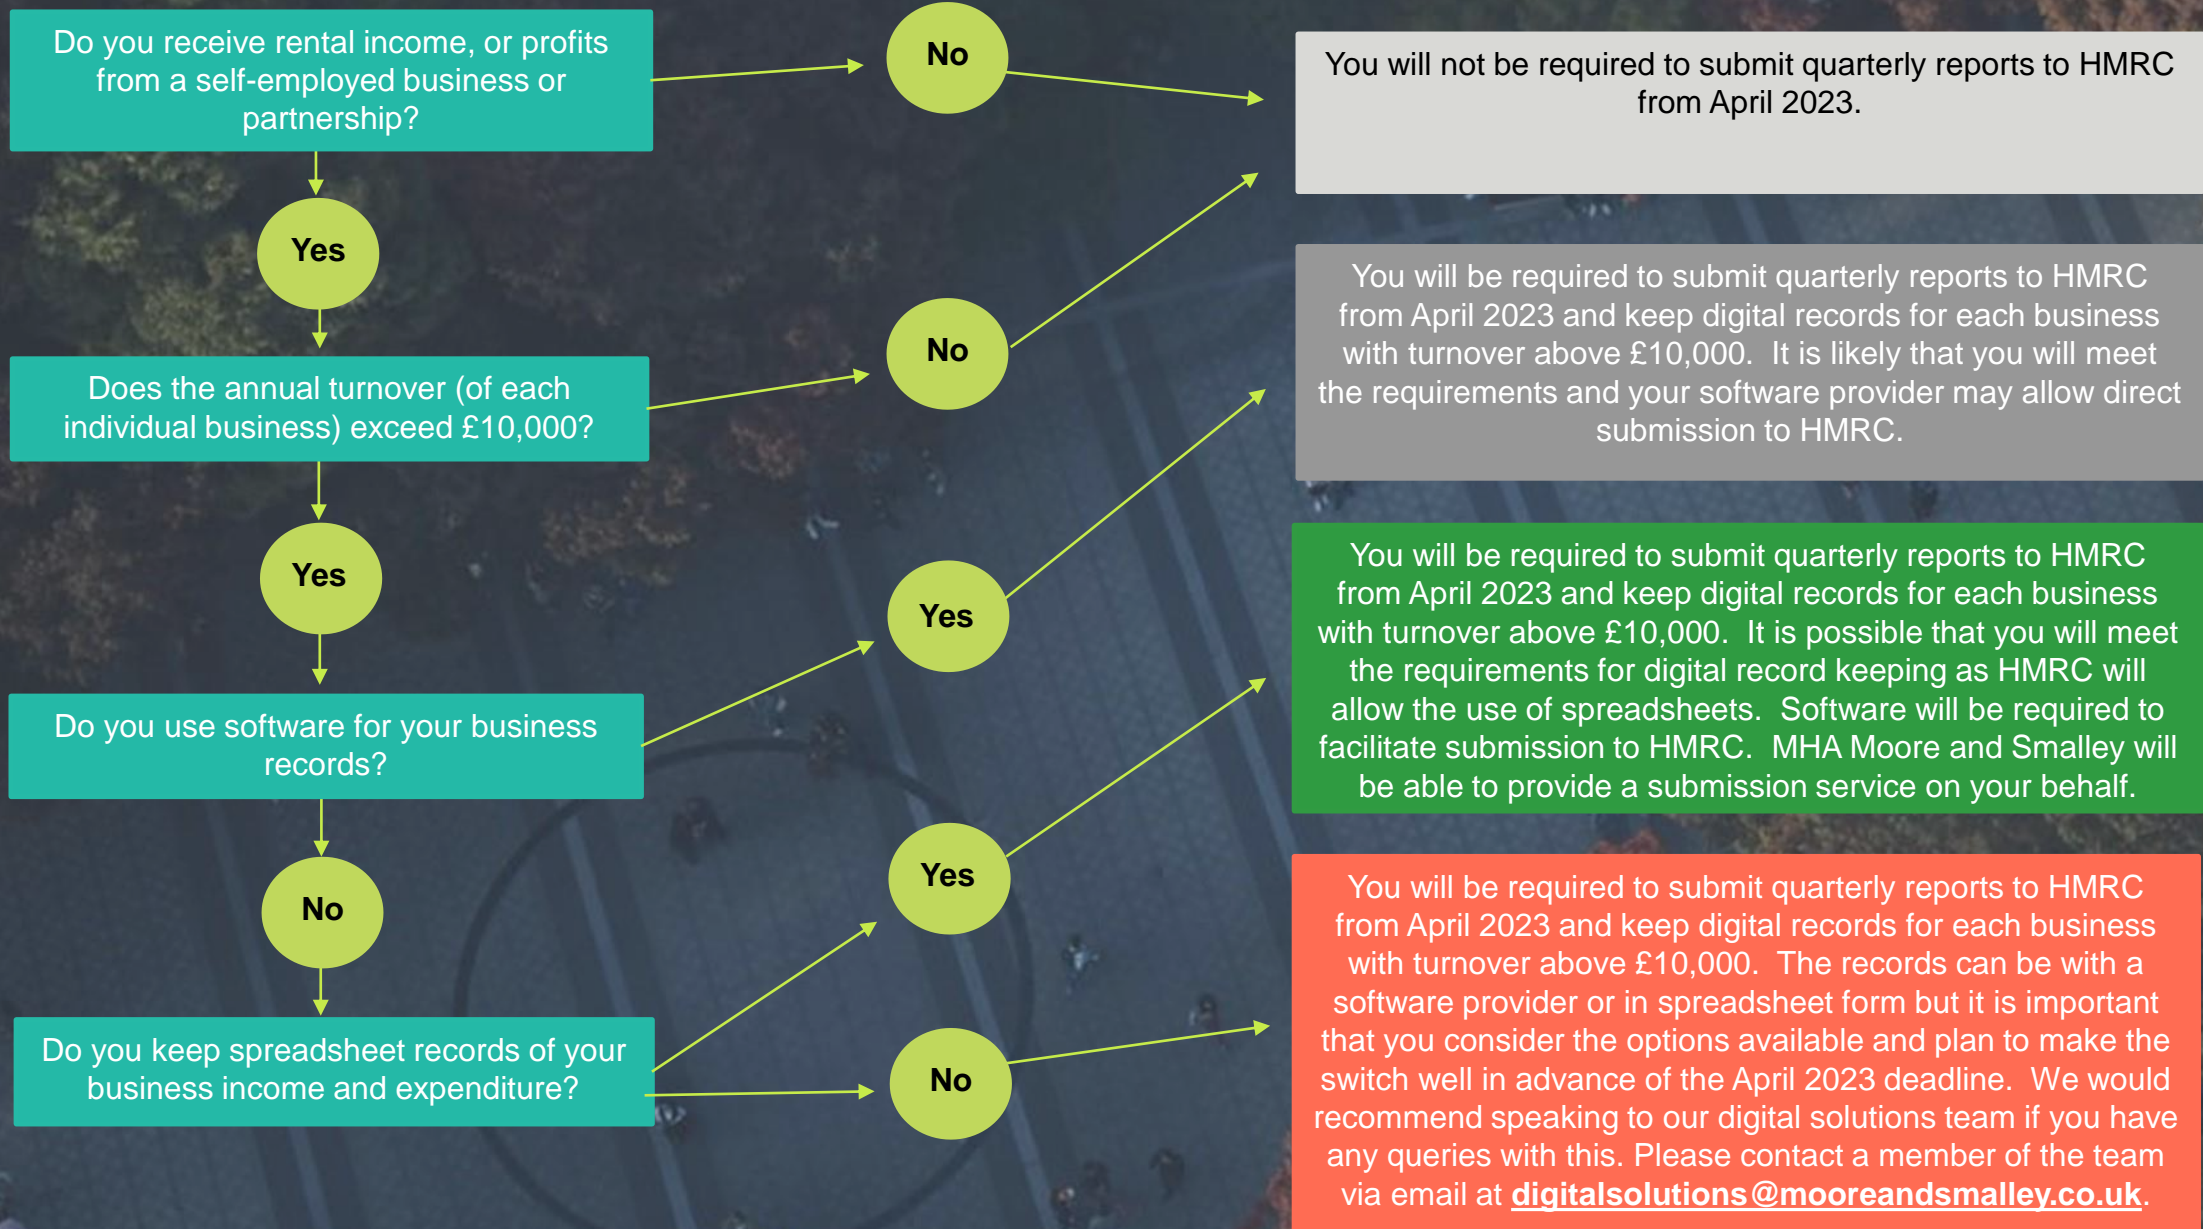 Do you receive rental income, or profits
from a self-employed business or
partnership?
No
You will not be required to submit quarterly reports to HMRC
from April 2023.
Yes
Does the annual turnover (of each
individual business) exceed £10,000?
No
You will be required to submit quarterly reports to HMRC
from April 2023 and keep digital records for each business
with turnover above £10,000.  It is likely that you will meet
the requirements and your software provider may allow direct
submission to HMRC.
Yes
Do you use software for your business
records?
Yes
You will be required to submit quarterly reports to HMRC
from April 2023 and keep digital records for each business
with turnover above £10,000.  It is possible that you will meet
the requirements for digital record keeping as HMRC will
allow the use of spreadsheets.  Software will be required to
facilitate submission to HMRC.  MHA Moore and Smalley will
be able to provide a submission service on your behalf.
No
Do you keep spreadsheet records of your
business income and expenditure?
Yes
No
You will be required to submit quarterly reports to HMRC
from April 2023 and keep digital records for each business
with turnover above £10,000.  The records can be with a
software provider or in spreadsheet form but it is important
that you consider the options available and plan to make the
switch well in advance of the April 2023 deadline.  We would
recommend speaking to our digital solutions team if you have
any queries with this. Please contact a member of the team
via email at digitalsolutions@mooreandsmalley.co.uk.